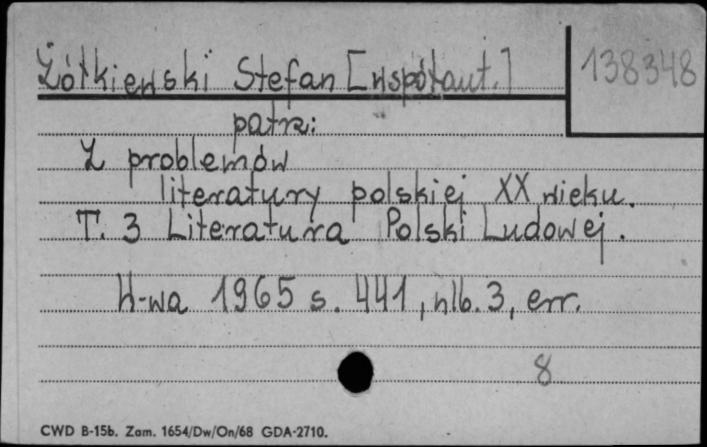 Żółkiewski Stefan [współaut.]
138348
patrz:
Z problemów
literatury polskiej XX wieku.
T. 3 Literatura Polski Ludowej.
W-wa 1965 s. 441, nlb. 3, err.
8
CWD B-15b. Zam. 1654/Dw/On/68 GDA-2710.